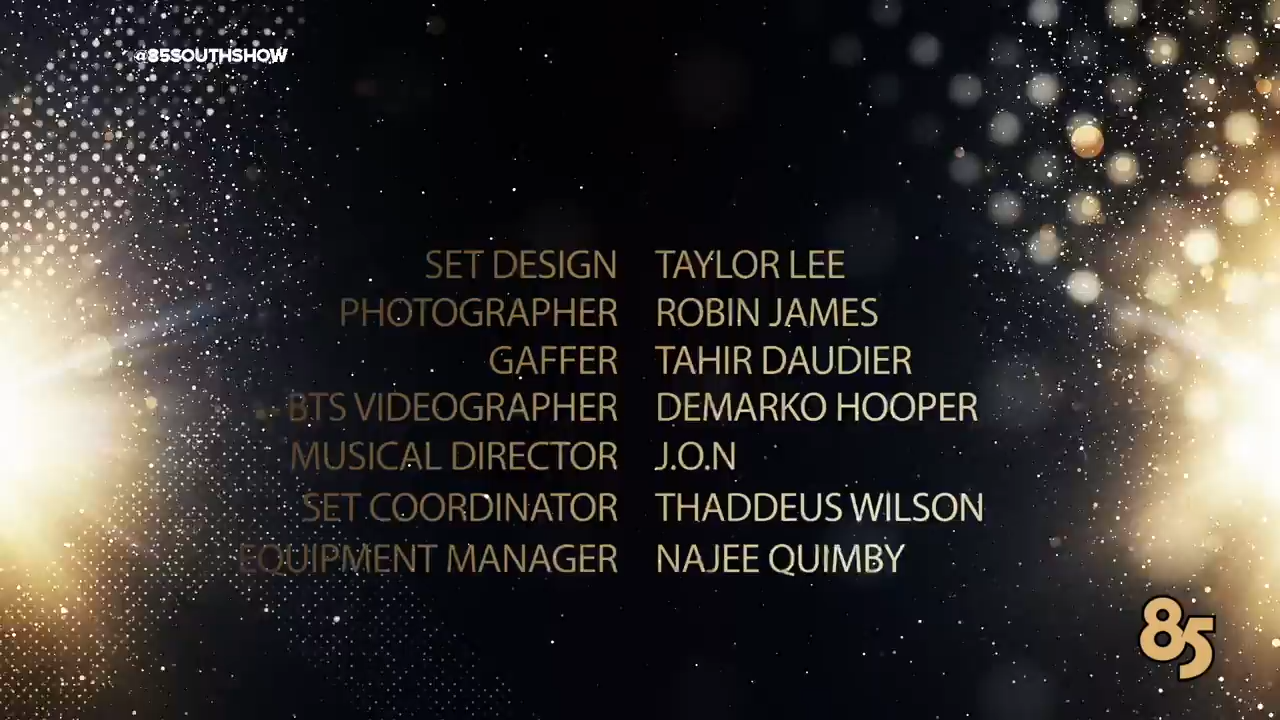 @85SOUTHSHOW
SET DESIGN TAYLOR LEE
PHOTOGRAPHER ROBIN JAMES
GAFFER TAHIR DAUDIER
BTS VIDEOGRAPHER DEMARKO HOOPER
MUSICAL DIRECTOR J.O.N
SET COORDINATOR THADDEUS WILSON
EQUIPMENT MANAGER NAJEE QUIMBY
85